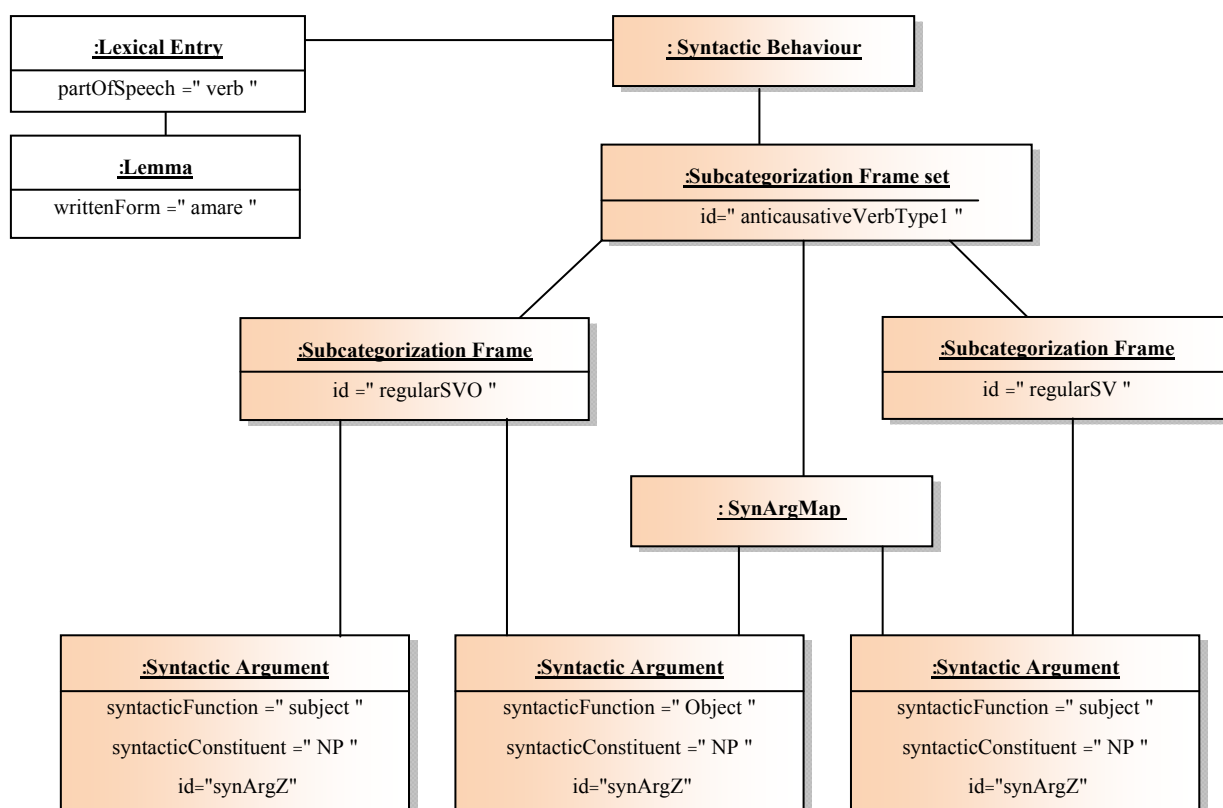 :Lexical Entry
partOfSpeech =" verb "
: Syntactic Behaviour
:Lemma
writtenForm =" amare "
:Subcategorization Frame set
id=" anticausativeVerbType1 "
:Subcategorization Frame
id =" regularSVO "
:Subcategorization Frame
id =" regularSV "
: SynArgMap
:Syntactic Argument
syntacticFunction =" subject "
syntacticConstituent =" NP "
id="synArgZ"
:Syntactic Argument
syntacticFunction =" Object "
syntacticConstituent =" NP "
id="synArgZ"
:Syntactic Argument
syntacticFunction =" subject "
syntacticConstituent =" NP "
id="synArgZ"